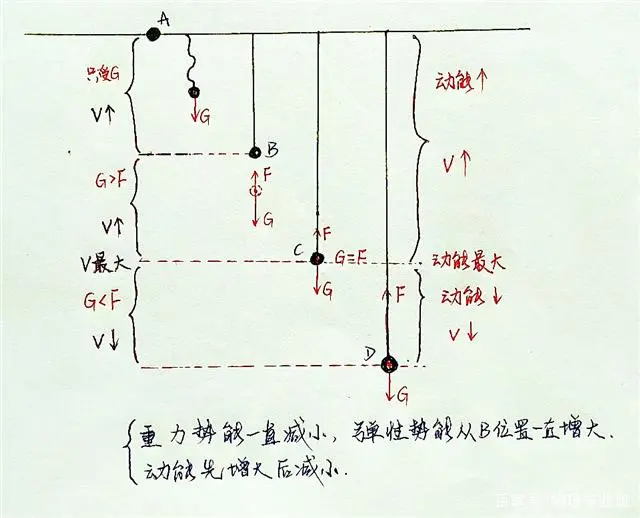 A
只受G
V↑
G
动能↑
V↑
B
G>F
V↑
F
G
F
C
G=F
V最大
动能最大
G
G<F
V↓
F
动能↓
V↓
D
G
重力势能一直减小，弹性势能从B位置一直增大.
动能先增大后减小.